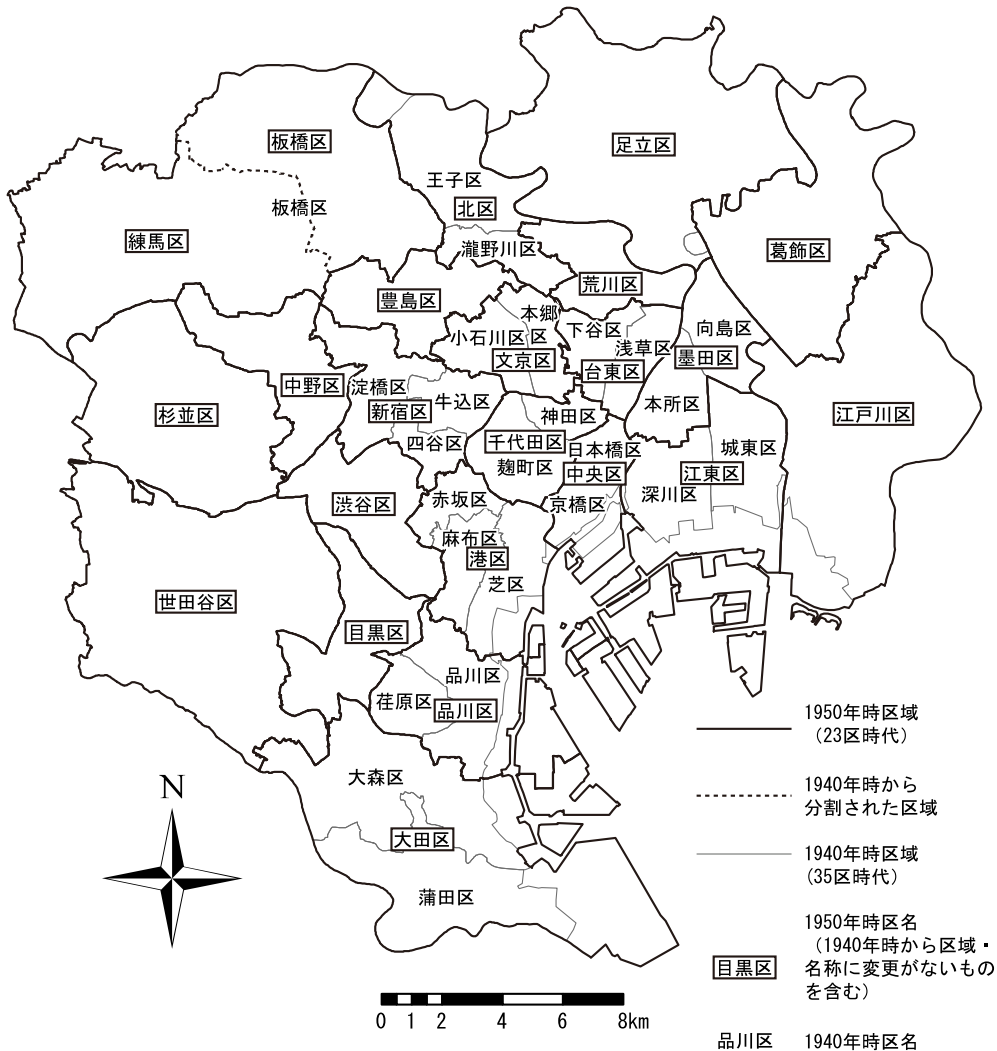 足立区
板橋区
王子区
板橋区
北区
練馬区
瀧野川区
葛飾区
荒川区
豊島区
本郷
区
小石川区
下谷区
向島区
浅草区
文京区
墨田区
台東区
中野区
淀橋区
牛込区
本所区
新宿区
杉並区
神田区
江戸川区
四谷区
千代田区
日本橋区
城東区
麹町区
中央区
江東区
深川区
赤坂区
京橋区
渋谷区
麻布区
港区
芝区
世田谷区
目黒区
品川区
荏原区
品川区
大森区
大田区
蒲田区
N
1950年時区域
(23区時代)
1940年時から
分割された区域
1940年時区域
(35区時代)
目黒区
1950年時区名
(1940年時から区域・
名称に変更がないもの
を含む)
品川区 1940年時区名
0 1 2 4 6 8km